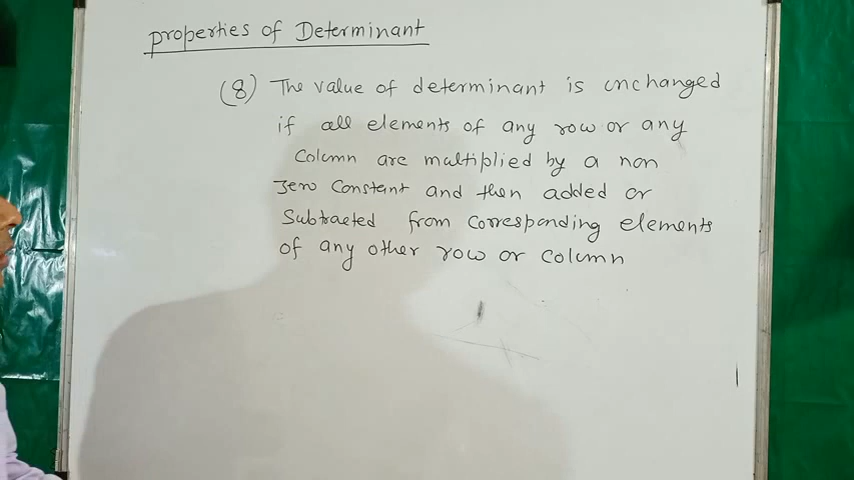 properties of Determinant
(8) The value of determinant is unchanged
if all elements of any row or any
Column are multiplied by a non
zero Constant and then added or
Subtracted from Corresponding elements
of any other row or column